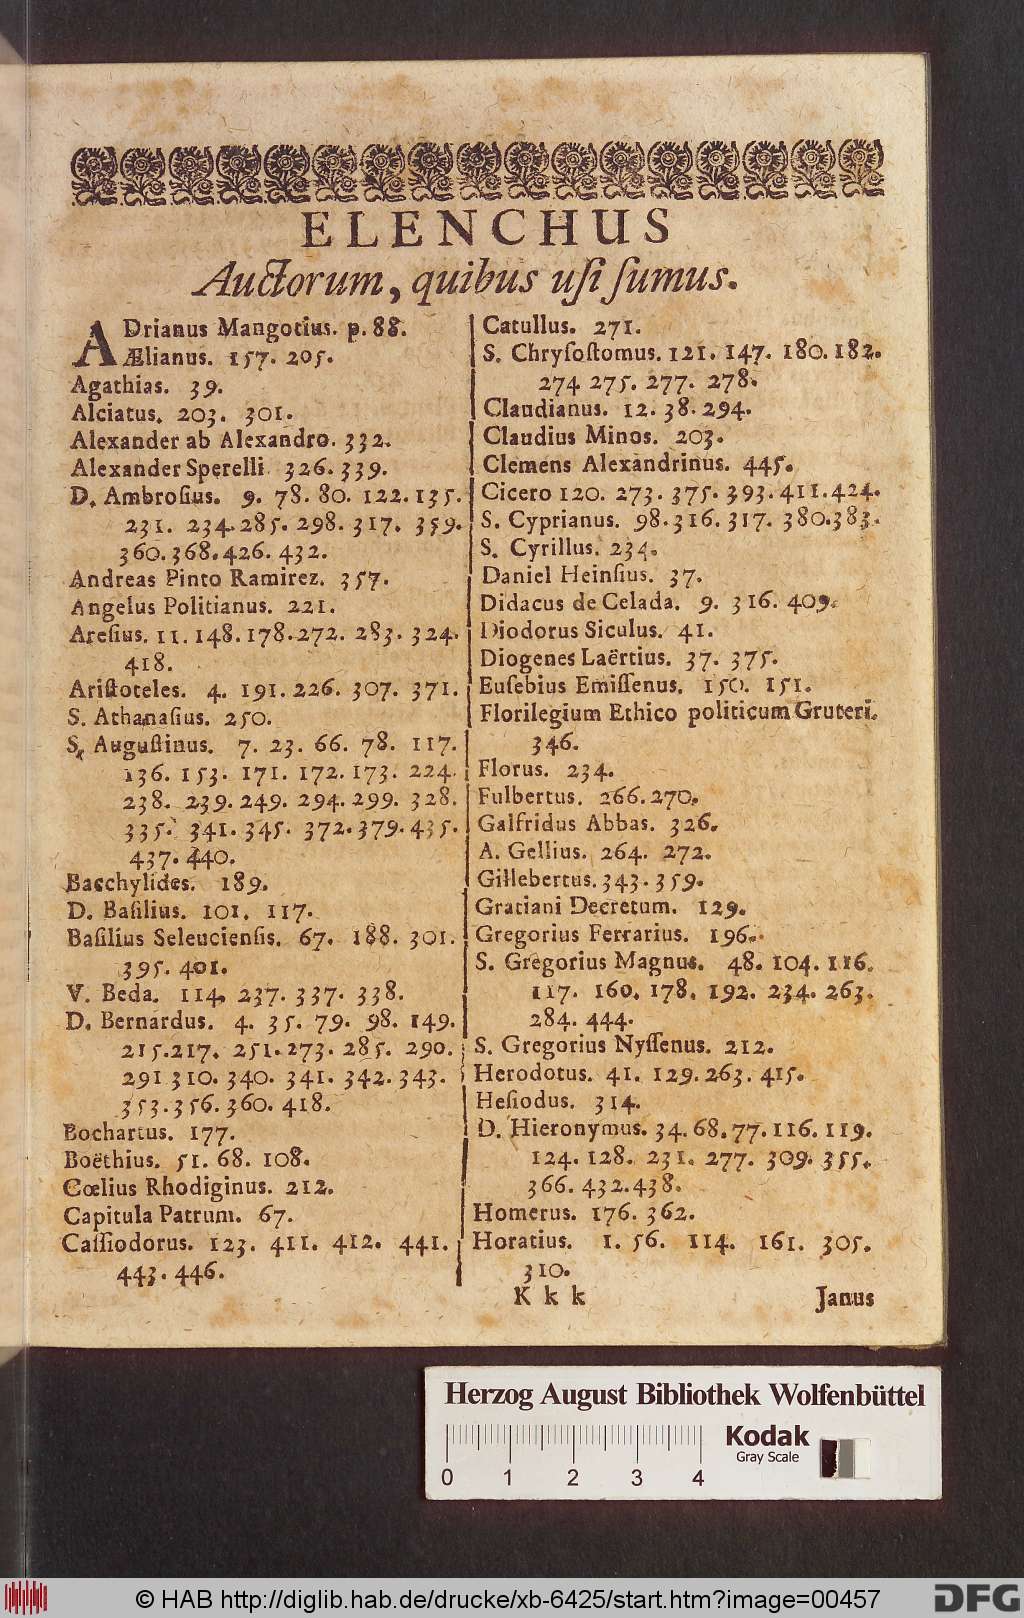 ELENCHUS
Auctorum, quibus uſi ſumus.
ADrianus Mangotius. p. 88.
Ælianus. 157. 205.
Agathias. 39.
Alciatus. 203. 301.
Alexander ab Alexandro. 332.
Alexander Sperelli 326. 339.
D. Ambroſius. 9. 78. 80. 122. 135.
231. 234. 285. 298. 317. 359.
360. 368. 426. 432.
Andreas Pinto Ramirez. 357.
Angelus Politianus. 221.
Areſius. 11. 148. 178. 272. 283. 324.
418.
Ariſtoteles. 4. 191. 226. 307. 371.
S. Athanaſius. 250.
S. Auguſtinus. 7. 23. 66. 78. 117.
136. 153. 171. 172. 173. 224.
238. 239. 249. 294. 299. 328.
335. 341. 345. 372. 379. 435.
437. 440.
Bacchylides. 189.
D. Baſilius. 101. 117.
Baſilius Seleucienſis. 67. 188. 301.
395. 401.
V. Beda. 114. 237. 337. 338.
D. Bernardus. 4. 35. 79. 98. 149.
215. 217. 251. 273. 285. 290.
291 310. 340. 341. 342. 343.
353. 356. 360. 418.
Bochartus. 177.
Boëthius. 51. 68. 108.
Cœlius Rhodiginus. 212.
Capitula Patrum. 67.
Caſſiodorus. 123. 411. 412. 441.
443. 446.
Catullus. 271.
S. Chryſoſtomus. 121. 147. 180. 182.
274 275. 277. 278.
Claudianus. 12. 38. 294.
Claudius Minos. 203.
Clemens Alexandrinus. 445.
Cicero 120. 273. 375. 393. 411. 424.
S. Cyprianus. 98. 316. 317. 380. 383.
S. Cyrillus. 234.
Daniel Heinſius. 37.
Didacus de Celada. 9. 316. 409.
Diodorus Siculus. 41.
Diogenes Laërtius. 37. 375.
Euſebius Emiſſenus. 150. 151.
Florilegium Ethico politicum Gruteri.
346.
Florus. 234.
Fulbertus. 266. 270.
Galfridus Abbas. 326.
A. Gellius. 264. 272.
Gillebertus. 343. 359.
Gratiani Decretum. 129.
Gregorius Ferrarius. 196.
S. Gregorius Magnus. 48. 104. 116.
117. 160. 178. 192. 234. 263.
284. 444.
S. Gregorius Nyſſenus. 212.
Herodotus. 41. 129. 263. 415.
Heſiodus. 314.
D. Hieronymus. 34. 68. 77. 116. 119.
124. 128. 231. 277. 309. 355.
366. 432. 438.
Homerus. 176. 362.
Horatius. 1. 56. 114. 161. 305.
310.
K k k Janus
Herzog August Bibliothek Wolfenbüttel
Kodak
Gray Scale
0 1 2 3 4
© HAB http://diglib.hab.de/drucke/xb-6425/start.htm?image=00457
DFG